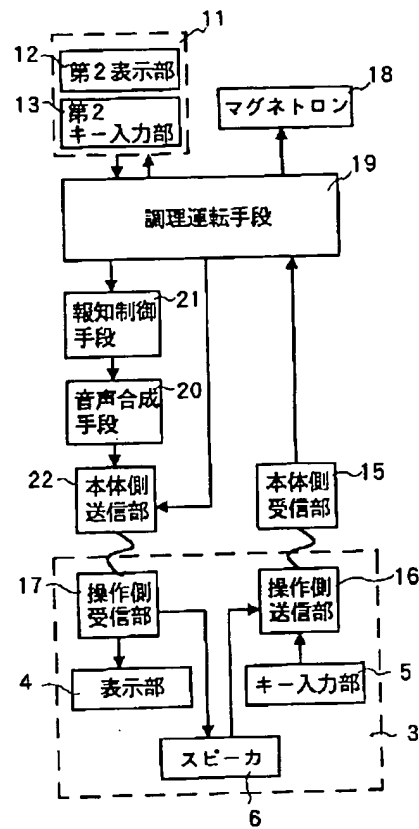 11
12
第2表示部
13
第2
キー入力部
18
マグネトロン
19
調理運転手段
21
報知制御
手段
20
音声合成
手段
22
本体側
送信部
15
本体側
受信部
17
操作側
受信部
16
操作側
送信部
4
表示部
5
キー入力部
3
スピーカ
6